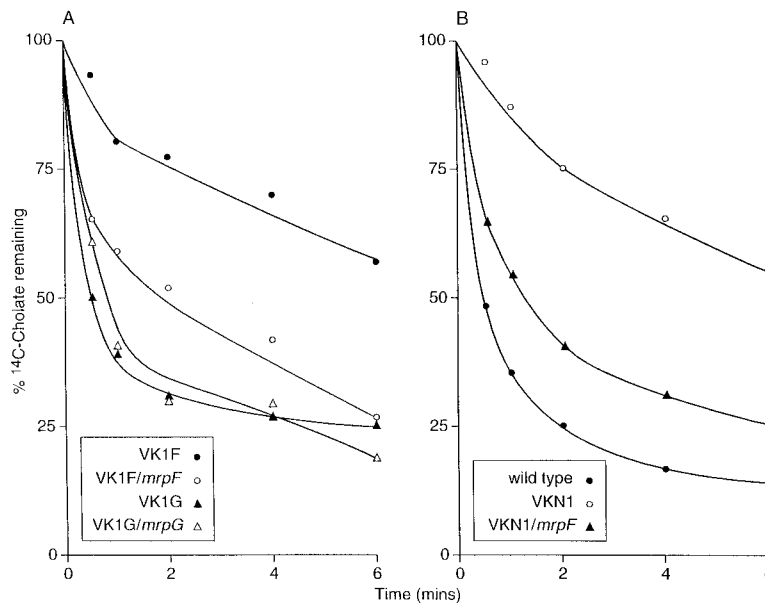 A
B
% ¹⁴C-Cholate remaining
100
75
50
25
0
VK1F
VK1F/mrpF
VK1G
VK1G/mrpG
0
2
4
6
100
75
50
25
0
wild type
VKN1
VKN1/mrpF
0
2
4
Time (mins)